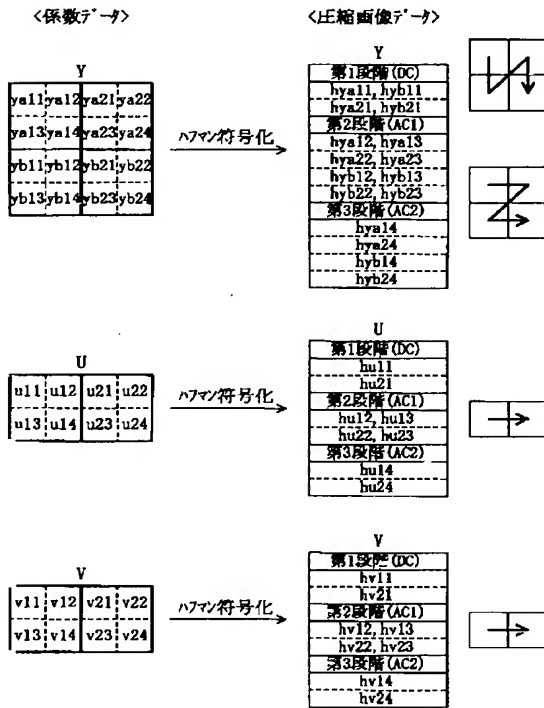 <係数データ>
<圧縮画像データ>
Y
ya11 ya12 ya21 ya22
ya13 ya14 ya23 ya24
yb11 yb12 yb21 yb22
yb13 yb14 yb23 yb24
ハフマン符号化
Y
第1段階(DC)
hya11, hyb11
hya21, hyb21
第2段階(AC1)
hya12, hya13
hya22, hya23
hyb12, hyb13
hyb22, hyb23
第3段階(AC2)
hya14
hya24
hyb14
hyb24
U
u11 u12 u21 u22
u13 u14 u23 u24
ハフマン符号化
U
第1段階(DC)
hu11
hu21
第2段階(AC1)
hu12, hu13
hu22, hu23
第3段階(AC2)
hu14
hu24
V
v11 v12 v21 v22
v13 v14 v23 v24
ハフマン符号化
V
第1段階(DC)
hv11
hv21
第2段階(AC1)
hv12, hv13
hv22, hv23
第3段階(AC2)
hv14
hv24